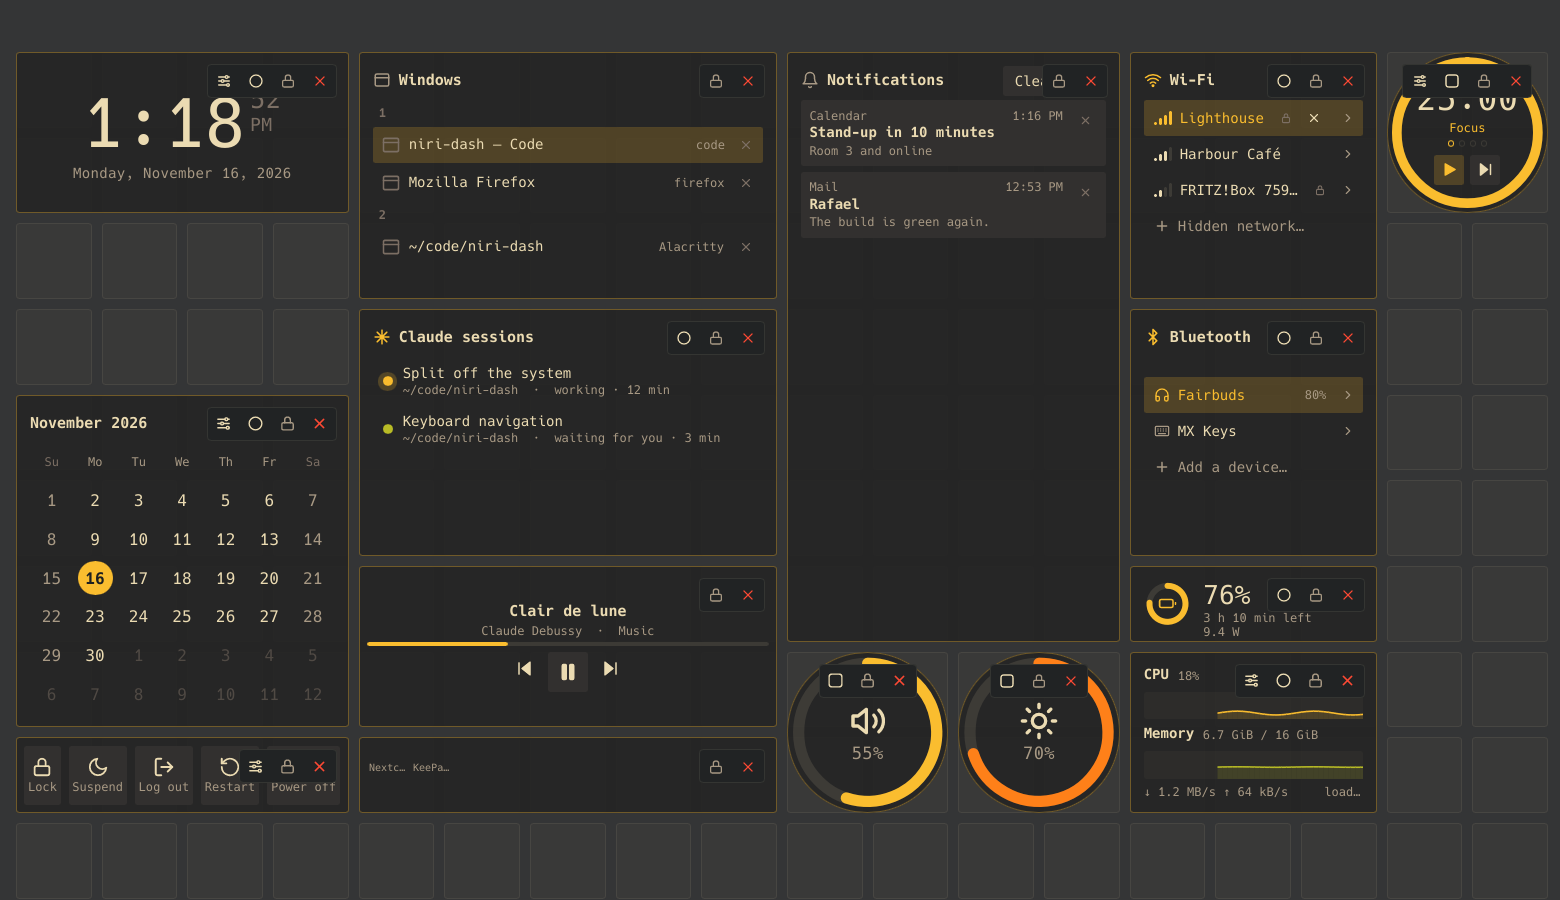 1:18
52
PM
Monday, November 16, 2026
November 2026
Su Mo Tu We Th Fr Sa
1 2 3 4 5 6 7
8 9 10 11 12 13 14
15 16 17 18 19 20 21
22 23 24 25 26 27 28
29 30 1 2 3 4 5
6 7 8 9 10 11 12
Lock Suspend Log out Restart Power off
Windows
1
niri-dash — Code code
Mozilla Firefox firefox
2
~/code/niri-dash Alacritty
Claude sessions
Split off the system
~/code/niri-dash · working · 12 min
Keyboard navigation
~/code/niri-dash · waiting for you · 3 min
Clair de lune
Claude Debussy · Music
Nextc… KeePa…
Notifications
Calendar 1:16 PM
Stand-up in 10 minutes
Room 3 and online
Mail 12:53 PM
Rafael
The build is green again.
55%
70%
Wi-Fi
Lighthouse
Harbour Café
FRITZ!Box 759…
Hidden network…
Bluetooth
Fairbuds 80%
MX Keys
Add a device…
76%
3 h 10 min left
9.4 W
CPU 18%
Memory 6.7 GiB / 16 GiB
↓ 1.2 MB/s ↑ 64 kB/s load…
25:00
Focus